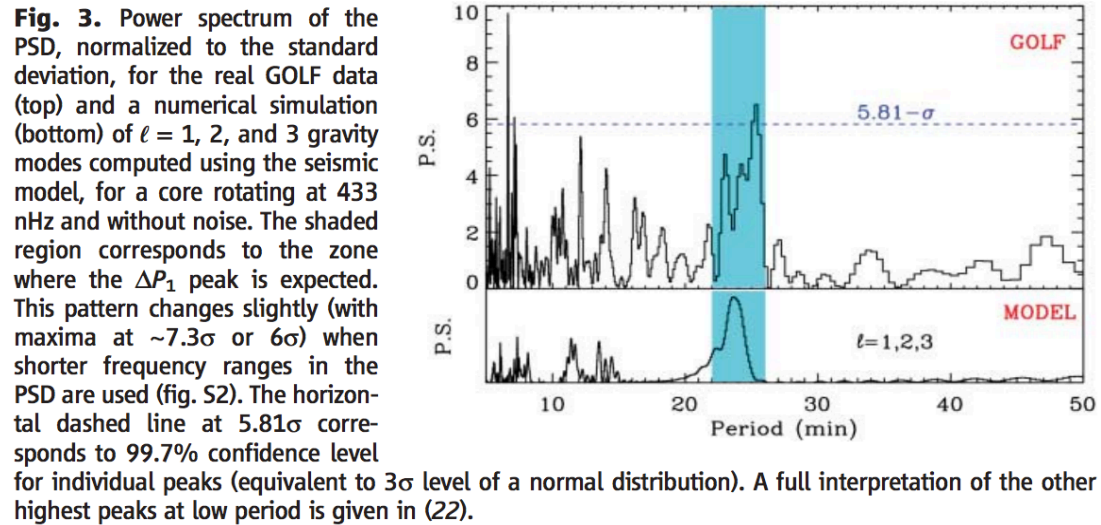 Fig. 3. Power spectrum of the
PSD, normalized to the standard
deviation, for the real GOLF data
(top) and a numerical simulation
(bottom) of ℓ = 1, 2, and 3 gravity
modes computed using the seismic
model, for a core rotating at 433
nHz and without noise. The shaded
region corresponds to the zone
where the ΔP₁ peak is expected.
This pattern changes slightly (with
maxima at ~7.3σ or 6σ) when
shorter frequency ranges in the
PSD are used (fig. S2). The horizon-
tal dashed line at 5.81σ corre-
sponds to 99.7% confidence level
for individual peaks (equivalent to 3σ level of a normal distribution). A full interpretation of the other
highest peaks at low period is given in (22).
10
GOLF
8
6
5.81-σ
P.S.
4
2
0
MODEL
P.S.
ℓ=1,2,3
10 20 30 40 50
Period (min)